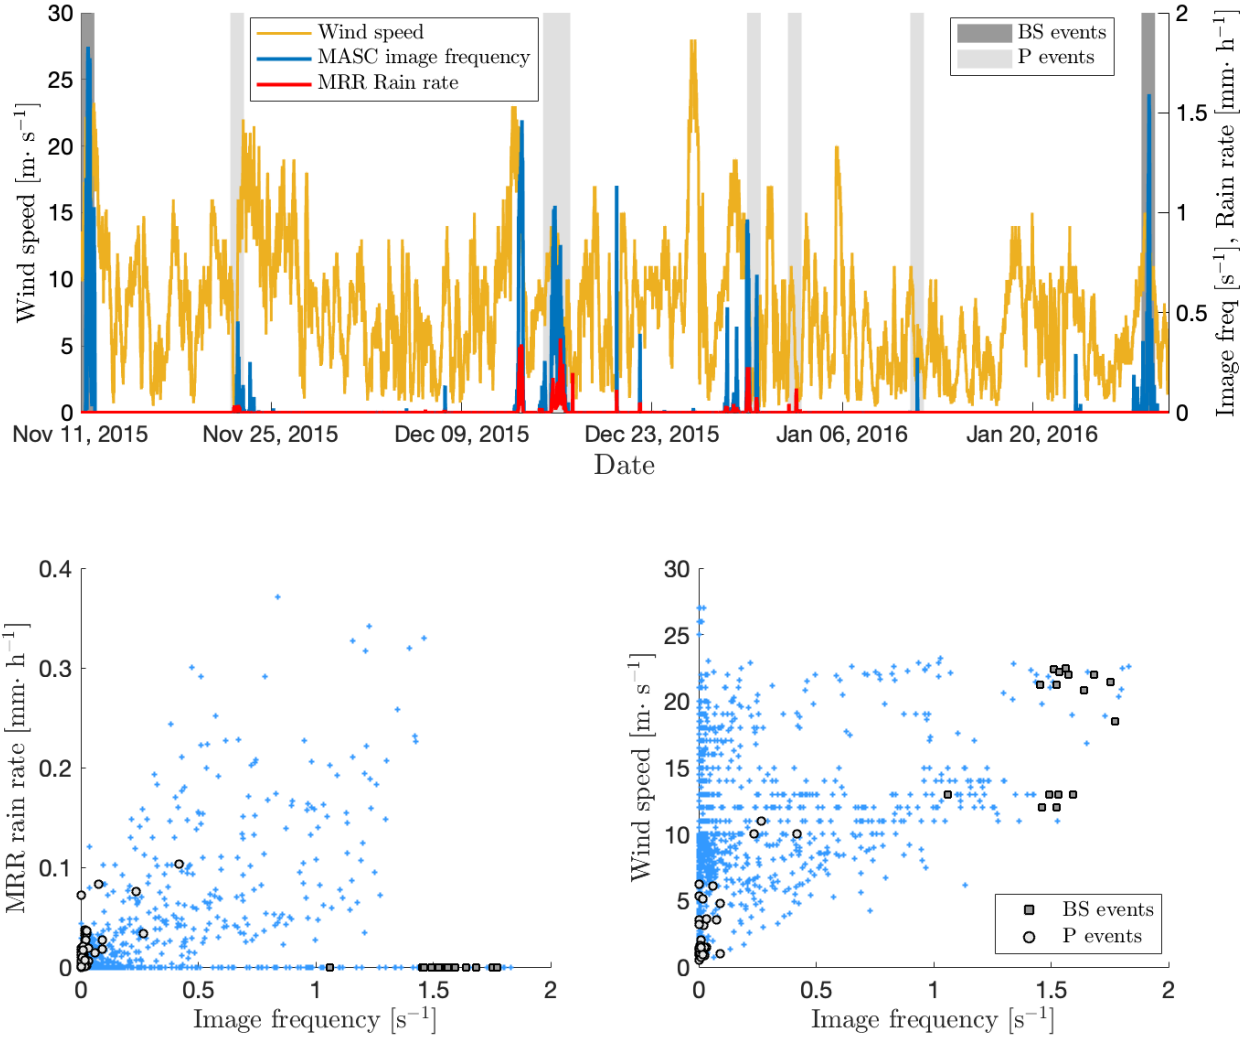 Wind speed
MASC image frequency
MRR Rain rate
BS events
P events
30
25
20
15
10
5
0
Wind speed [m· s⁻¹]
2
1.5
1
0.5
0
Image freq [s⁻¹], Rain rate [mm· h⁻¹]
Nov 11, 2015 Nov 25, 2015 Dec 09, 2015 Dec 23, 2015 Jan 06, 2016 Jan 20, 2016
Date
0.4
0.3
0.2
0.1
0
MRR rain rate [mm· h⁻¹]
0 0.5 1 1.5 2
Image frequency [s⁻¹]
30
25
20
15
10
5
0
Wind speed [m· s⁻¹]
BS events
P events
0 0.5 1 1.5 2
Image frequency [s⁻¹]